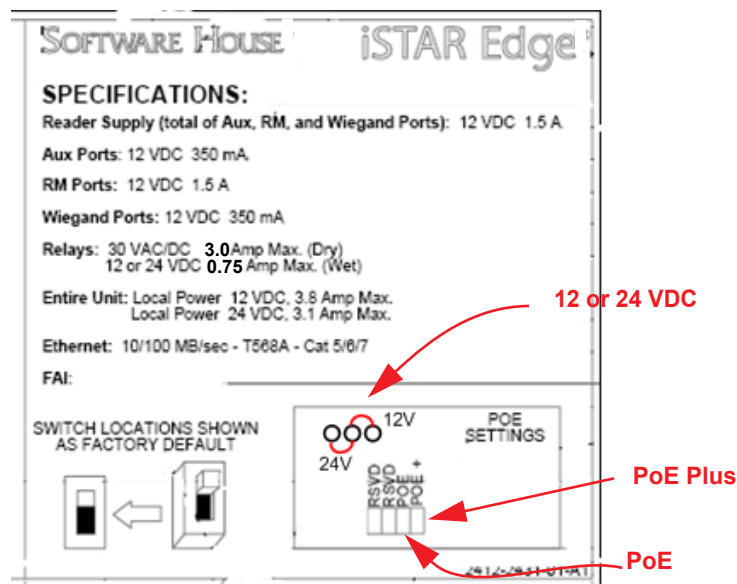 SOFTWARE HOUSE iSTAR Edge
SPECIFICATIONS:
Reader Supply (total of Aux, RM, and Wiegand Ports): 12 VDC 1.5 A
Aux Ports: 12 VDC 350 mA
RM Ports: 12 VDC 1.5 A
Wiegand Ports: 12 VDC 350 mA
Relays: 30 VAC/DC 3.0 Amp Max. (Dry)
12 or 24 VDC 0.75 Amp Max. (Wet)
Entire Unit: Local Power 12 VDC, 3.8 Amp Max.
Local Power 24 VDC, 3.1 Amp Max.
12 or 24 VDC
Ethernet: 10/100 MB/sec - T568A - Cat 5/6/7
FAI:
SWITCH LOCATIONS SHOWN
AS FACTORY DEFAULT
12V
24V
POE
SETTINGS
RSVD
RSVD
POE
POE +
PoE Plus
PoE